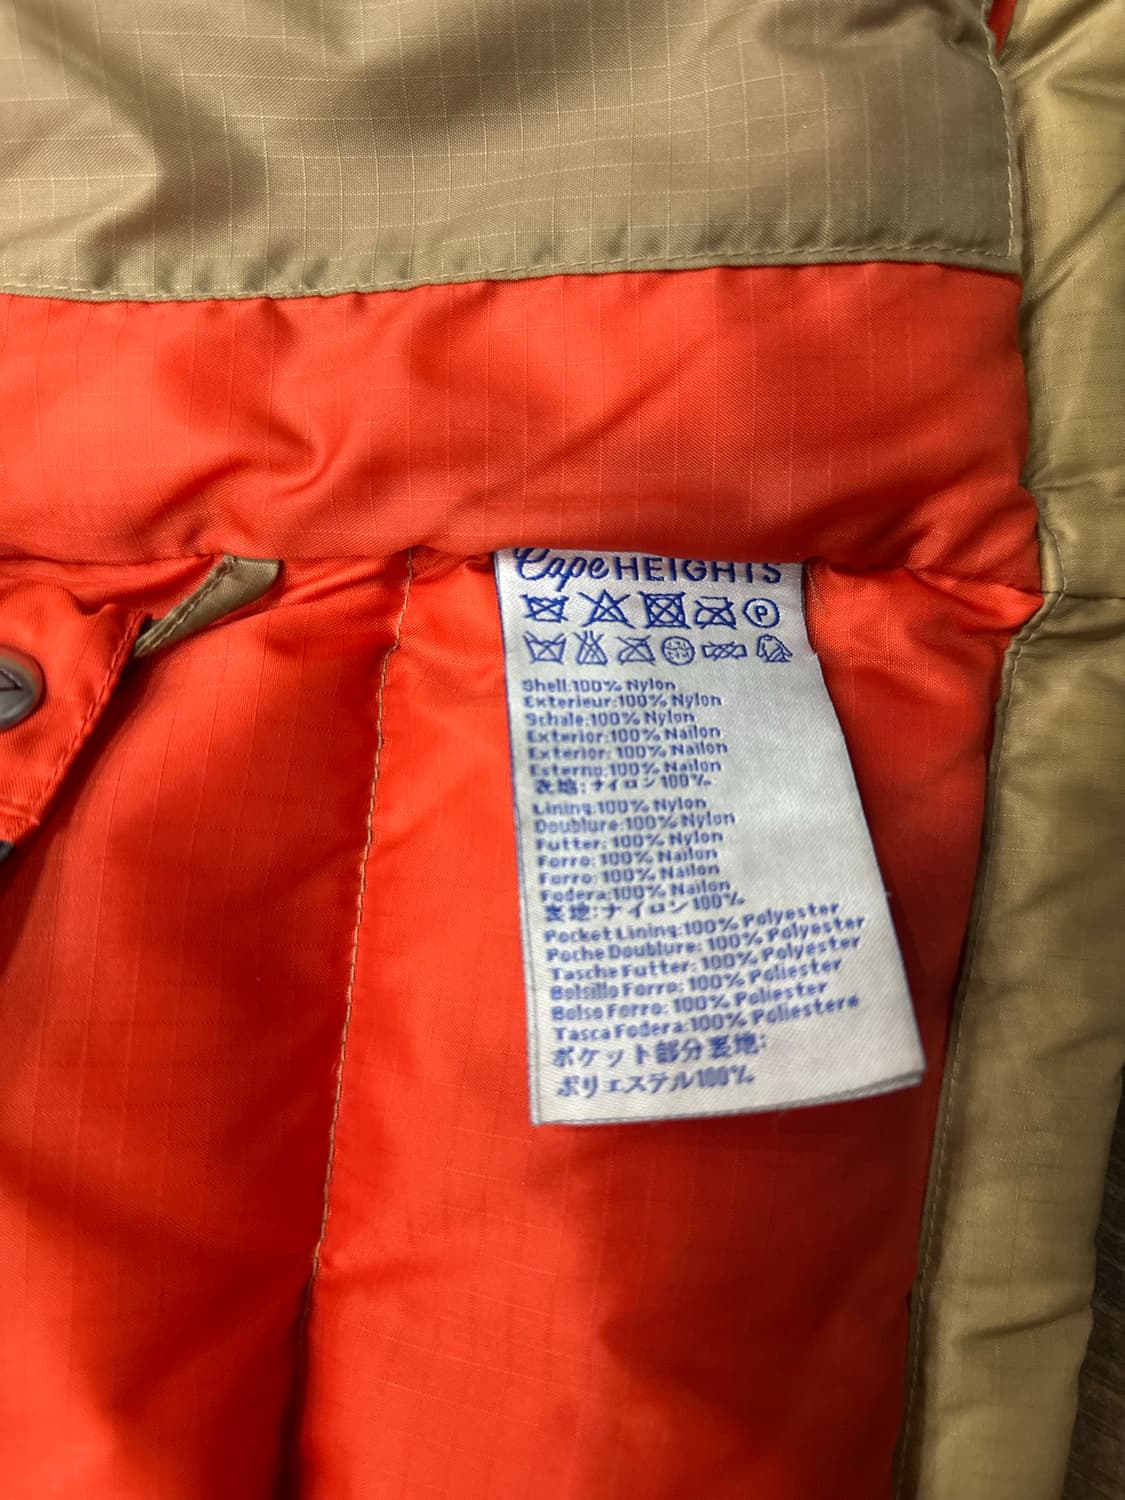 Cape HEIGHTS
P
Shell:100% Nylon
Exterieur:100% Nylon
Schale:100% Nylon
Exterior:100% Nailon
Exterior: 100% Nailon
Esterno:100% Nailon
表地:ナイロン100%
Lining:100% Nylon
Doublure:100% Nylon
Futter: 100% Nylon
Forro: 100% Nailon
Forro: 100% Nailon
Fodera:100% Nailon
裏地:ナイロン100%
Pocket Lining:100% Polyester
Poche Doublure: 100% Polyester
Tasche Futter: 100% Polyester
Bolsillo Forro: 100% Poliester
Bolso Forro: 100% Poliester
Tasca Fodera:100% Poliestere
ポケット部分裏地:
ポリエステル100%